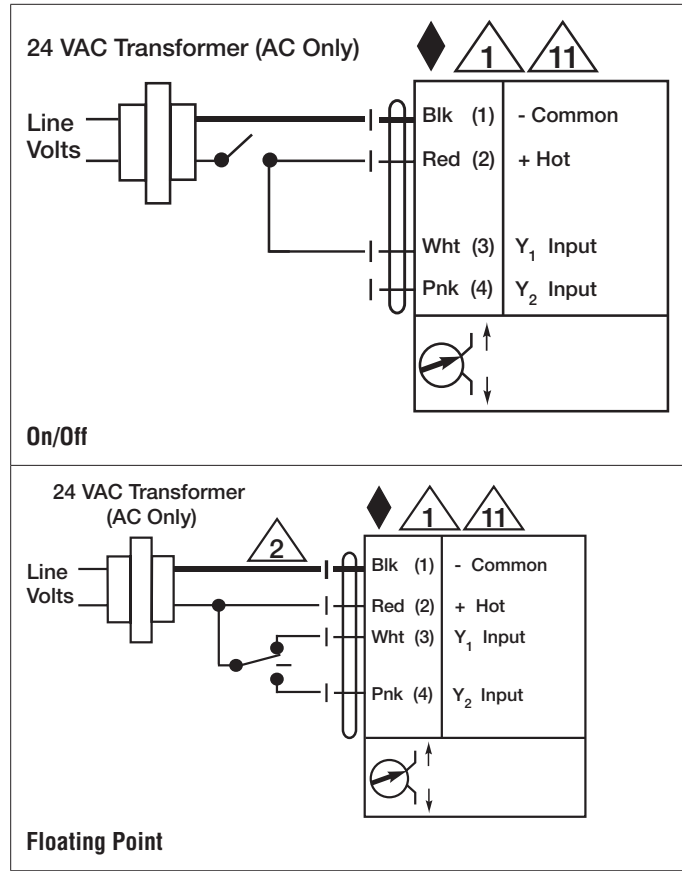 24 VAC Transformer (AC Only)
1
11
Line
Volts
Blk (1) - Common
Red (2) + Hot
Wht (3) Y1 Input
Pnk (4) Y2 Input
On/Off
24 VAC Transformer
(AC Only)
2
1
11
Line
Volts
Blk (1) - Common
Red (2) + Hot
Wht (3) Y1 Input
Pnk (4) Y2 Input
Floating Point